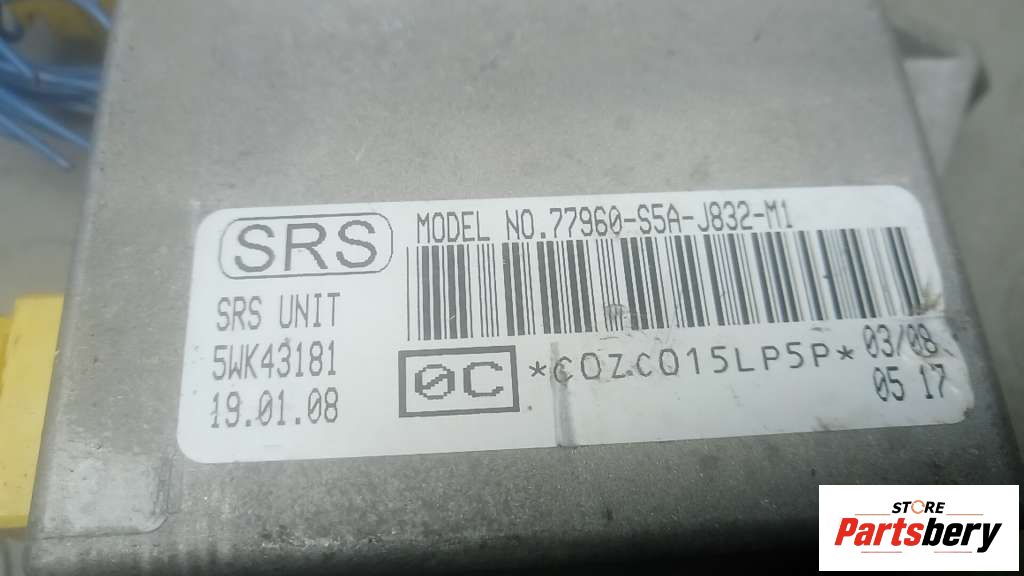 SRS
MODEL NO.77960-S5A-J832-M1
SRS UNIT
5WK43181
19.01.08
0C
*C0ZC015LP5P*
03/08
05 17
STORE
Partsbery